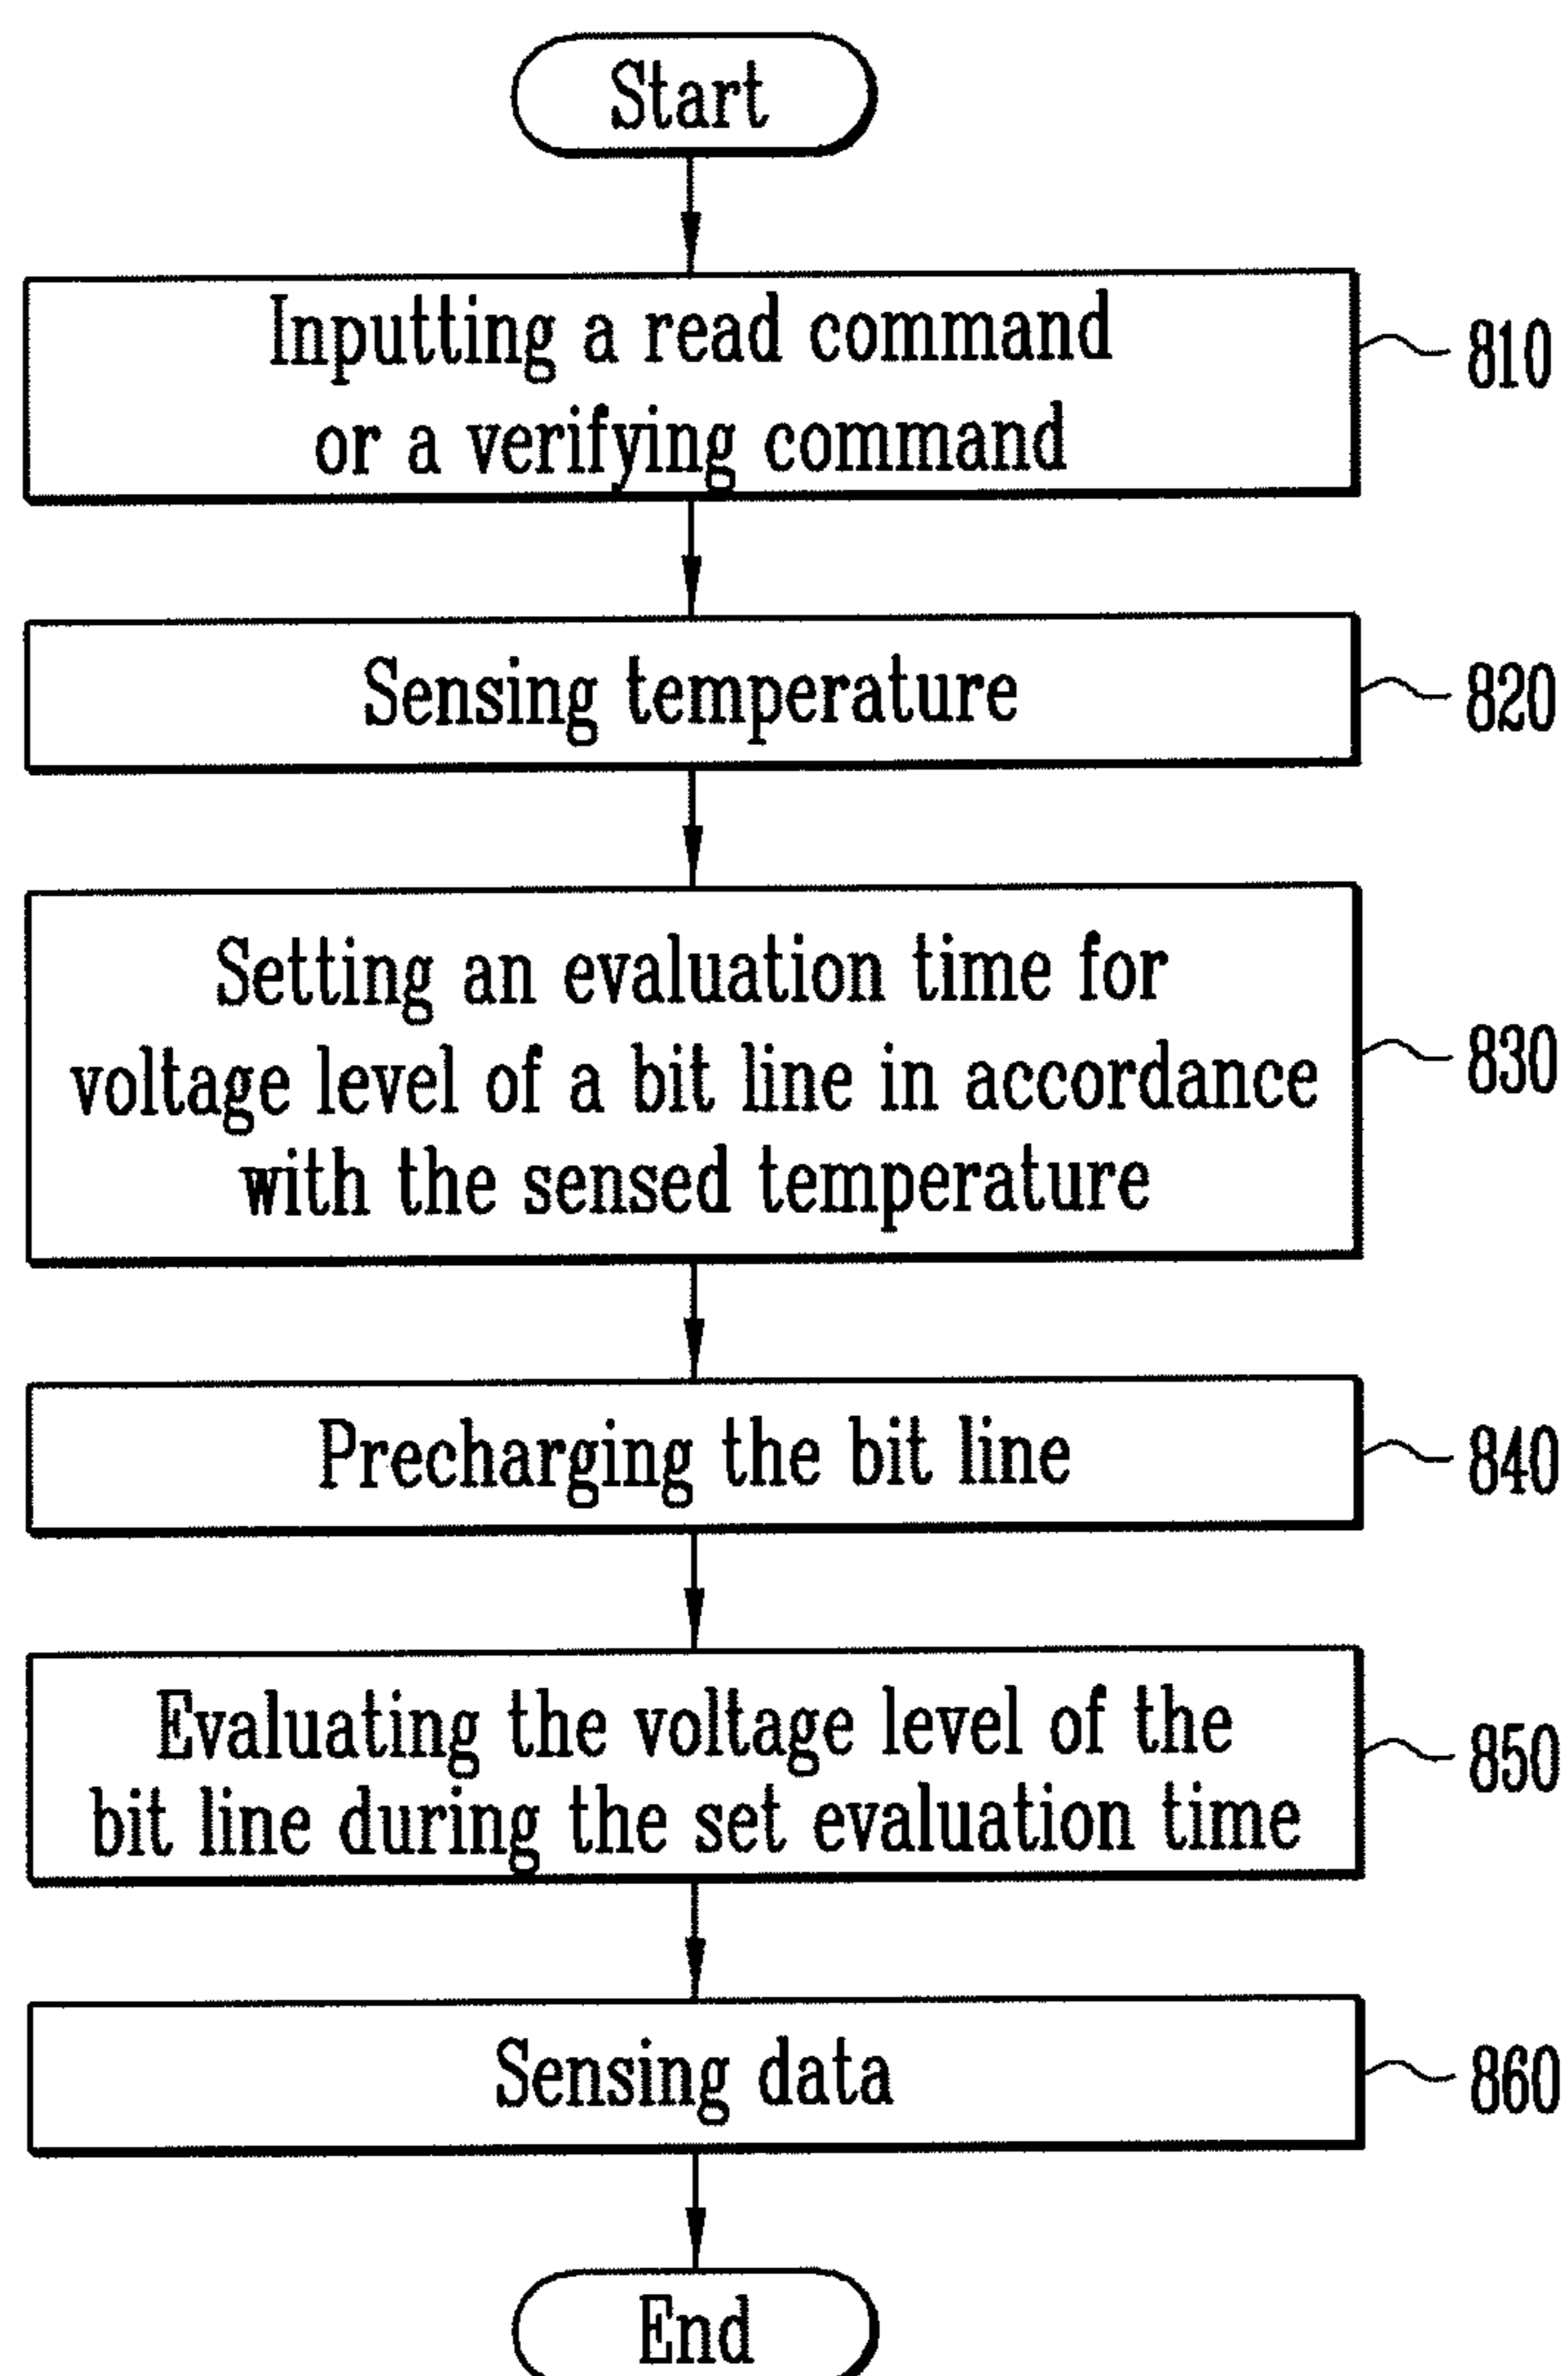 Start
Inputting a read command
or a verifying command
810
Sensing temperature
820
Setting an evaluation time for
voltage level of a bit line in accordance
with the sensed temperature
830
Precharging the bit line
840
Evaluating the voltage level of the
bit line during the set evaluation time
850
Sensing data
860
End